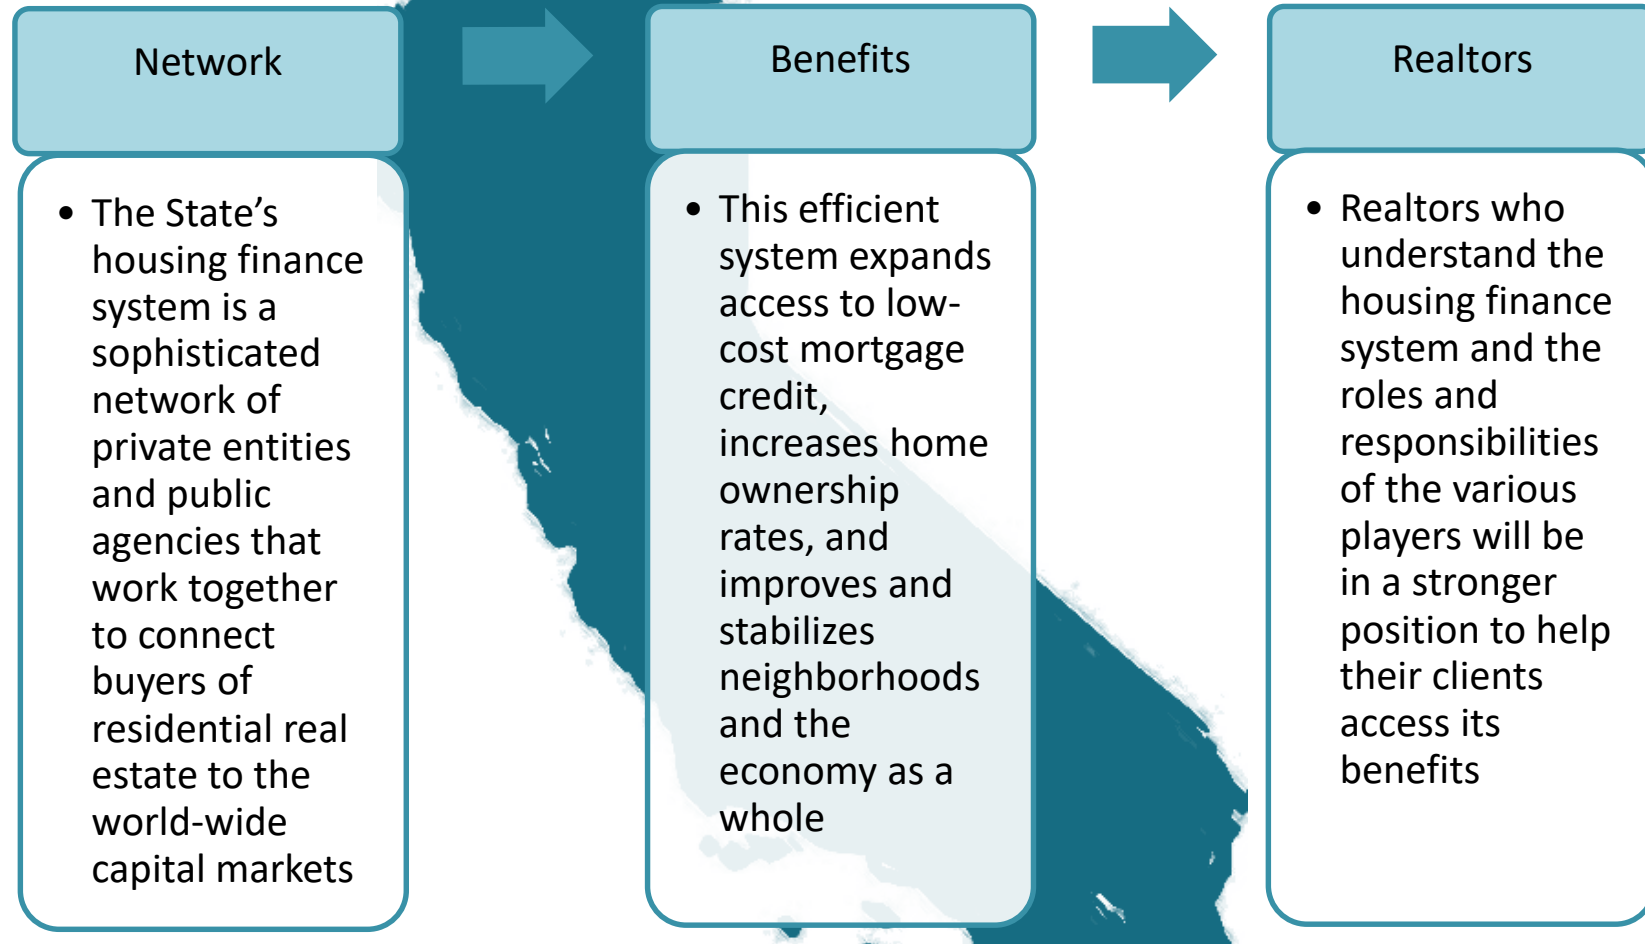 Network
• The State’s
housing finance
system is a
sophisticated
network of
private entities
and public
agencies that
work together
to connect
buyers of
residential real
estate to the
world-wide
capital markets
Benefits
• This efficient
system expands
access to low-
cost mortgage
credit,
increases home
ownership
rates, and
improves and
stabilizes
neighborhoods
and the
economy as a
whole
Realtors
• Realtors who
understand the
housing finance
system and the
roles and
responsibilities
of the various
players will be
in a stronger
position to help
their clients
access its
benefits